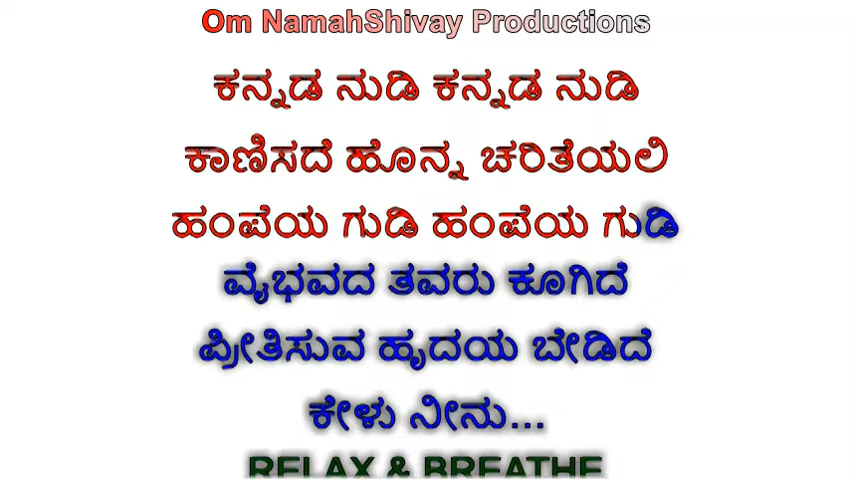 Om NamahShivay Productions
ಕನ್ನಡ ನುಡಿ ಕನ್ನಡ ನುಡಿ
ಕಾಣಿಸದೆ ಹೊನ್ನ ಚರಿತೆಯಲಿ
ಹಂಪೆಯ ಗುಡಿ ಹಂಪೆಯ ಗುಡಿ
ವೈಭವದ ತವರು ಕೂಗಿದೆ
ಪ್ರೀತಿಸುವ ಹೃದಯ ಬೇಡಿದೆ
ಕೇಳು ನೀನು...
RELAX & BREATHE